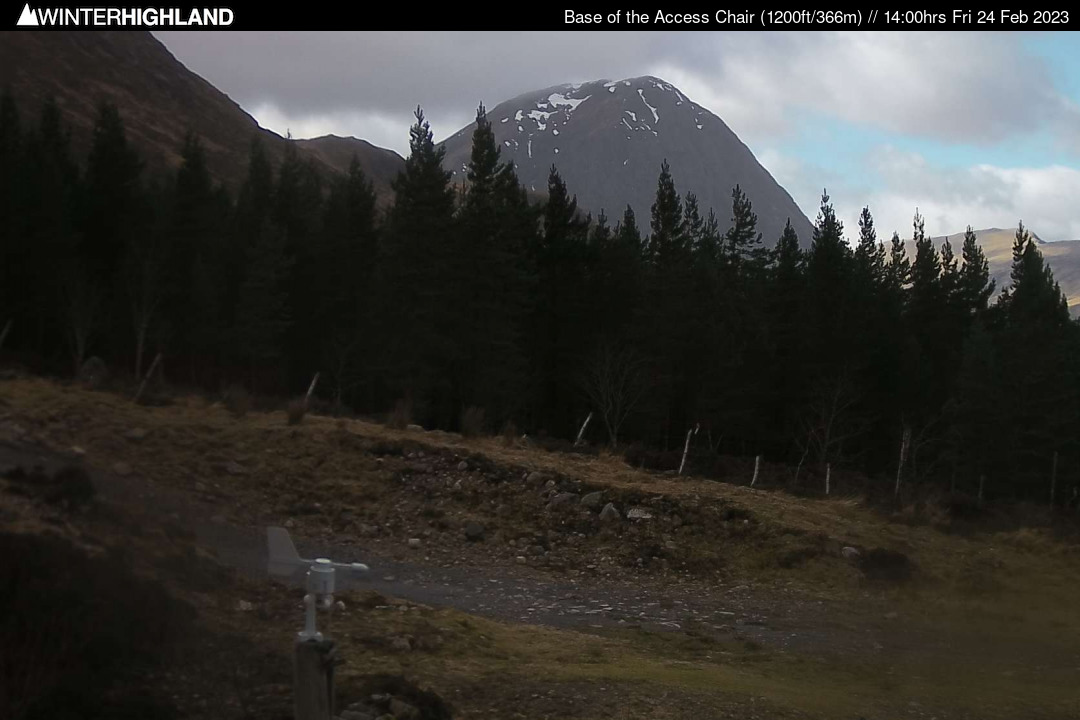 WINTERHIGHLAND
Base of the Access Chair (1200ft/366m) // 14:00hrs Fri 24 Feb 2023